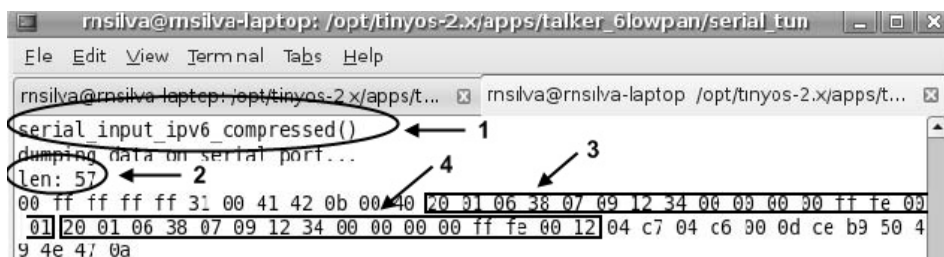 rnsilva@rnsilva-laptop: /opt/tinyos-2.x/apps/talker_6lowpan/serial_tun
File Edit View Terminal Tabs Help
rnsilva@rnsilva-laptop: /opt/tinyos-2.x/apps/t... rnsilva@rnsilva-laptop: /opt/tinyos-2.x/apps/t...
serial_input_ipv6_compressed() 1
dumping data on serial port...
4 3
len: 57 2
00 ff ff ff ff 31 00 41 42 0b 00 40 20 01 06 38 07 09 12 34 00 00 00 00 ff fe 00
01 20 01 06 38 07 09 12 34 00 00 00 00 ff fe 00 12 04 c7 04 c6 00 0d ce b9 50 4
9 4e 47 0a